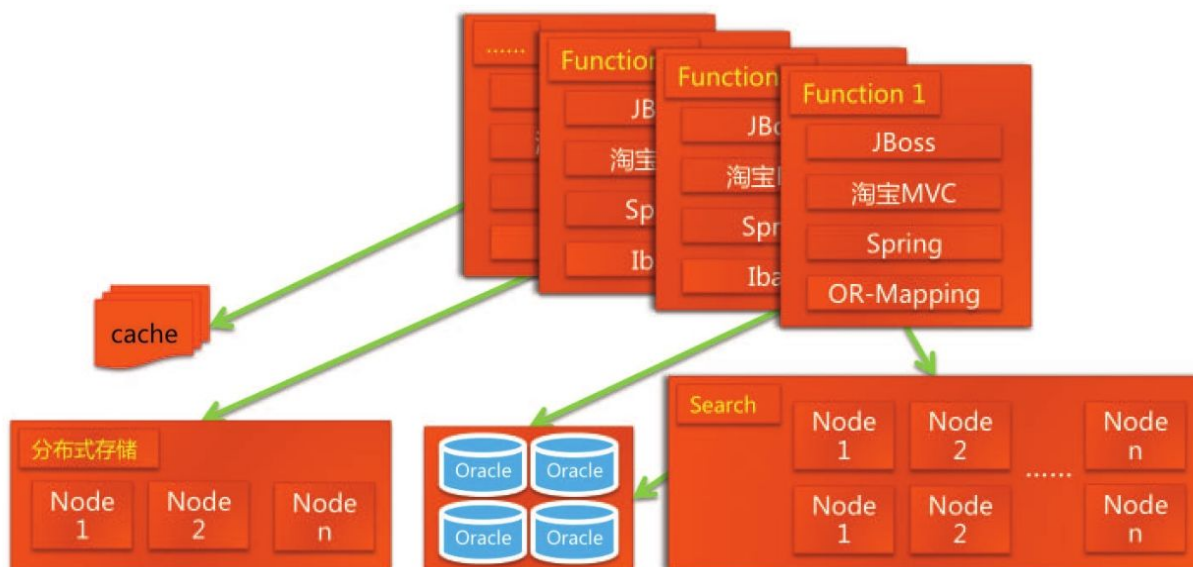 ......
Function
Function
Function 1
JB
JBo
JBoss
淘宝
淘宝
淘宝MVC
Sp
Spr
Spring
Ib
Iba
OR-Mapping
cache
Search
Node
1
Node
2
......
Node
n
Node
1
Node
2
Node
n
分布式存储
Node
1
Node
2
Node
n
Oracle
Oracle
Oracle
Oracle